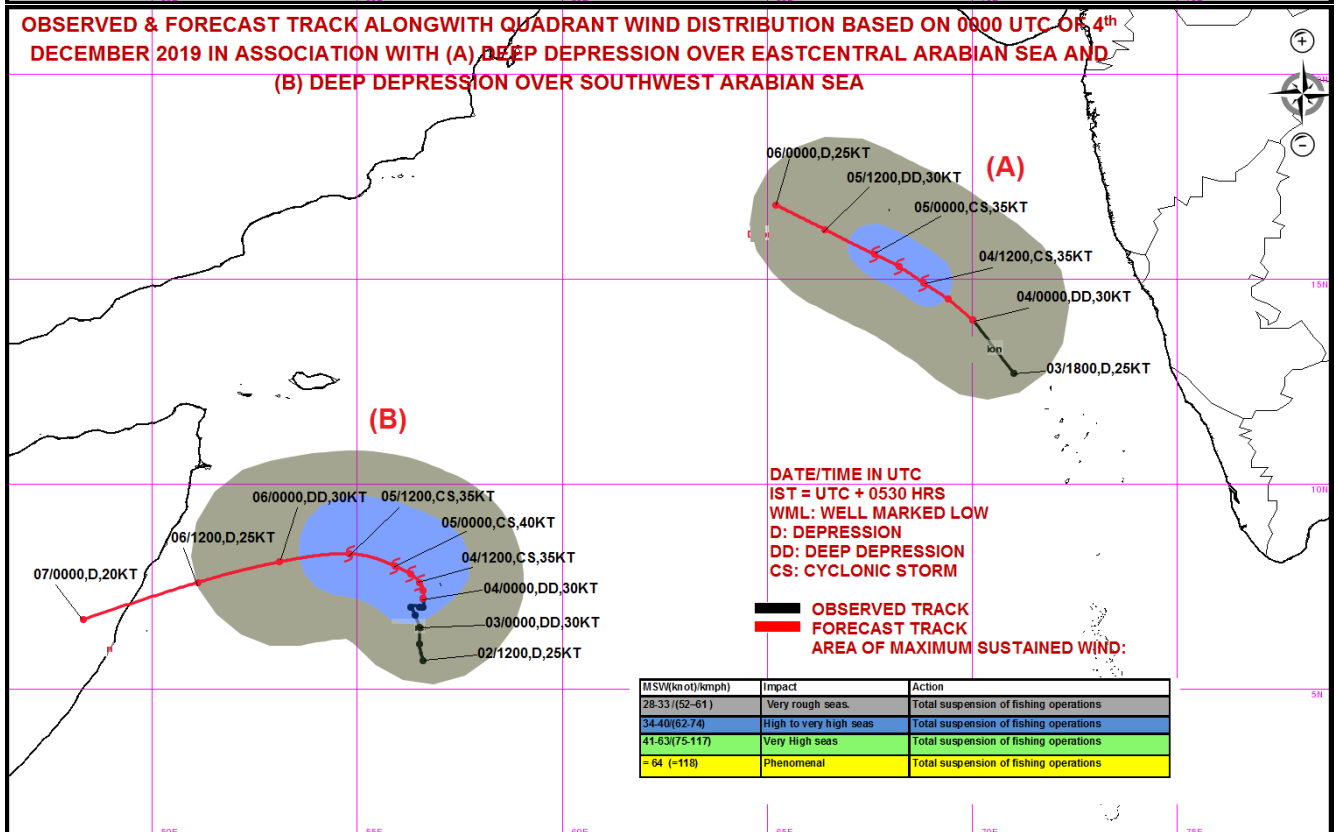 OBSERVED & FORECAST TRACK ALONGWITH QUADRANT WIND DISTRIBUTION BASED ON 0000 UTC OF 4th
DECEMBER 2019 IN ASSOCIATION WITH (A) DEEP DEPRESSION OVER EASTCENTRAL ARABIAN SEA AND
(B) DEEP DEPRESSION OVER SOUTHWEST ARABIAN SEA
06/0000,D,25KT
(A)
05/1200,DD,30KT
05/0000,CS,35KT
04/1200,CS,35KT
15N
04/0000,DD,30KT
ion
03/1800,D,25KT
(B)
10N
06/0000,DD,30KT
05/1200,CS,35KT
05/0000,CS,40KT
06/1200,D,25KT
04/1200,CS,35KT
07/0000,D,20KT
04/0000,DD,30KT
03/0000,DD,30KT
02/1200,D,25KT
DATE/TIME IN UTC
IST = UTC + 0530 HRS
WML: WELL MARKED LOW
D: DEPRESSION
DD: DEEP DEPRESSION
CS: CYCLONIC STORM
OBSERVED TRACK
FORECAST TRACK
AREA OF MAXIMUM SUSTAINED WIND:
5N
MSW(knot)/kmph) Impact Action
28-33/(52-61) Very rough seas. Total suspension of fishing operations
34-40/(62-74) High to very high seas Total suspension of fishing operations
41-63/(75-117) Very High seas Total suspension of fishing operations
= 64 (=118) Phenomenal Total suspension of fishing operations
50E 55E 60E 65E 70E 75E